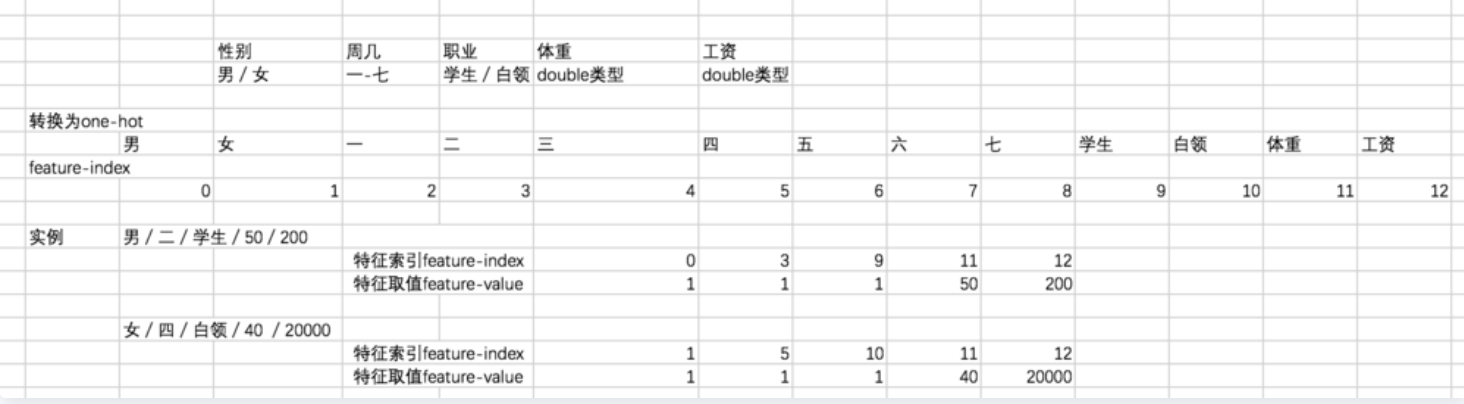 性别 周几 职业 体重 工资
男 / 女 一-七 学生 / 白领 double类型 double类型
转换为one-hot
男 女 一 二 三 四 五 六 七 学生 白领 体重 工资
feature-index
0 1 2 3 4 5 6 7 8 9 10 11 12
实例 男 / 二 / 学生 / 50 / 200
特征索引feature-index 0 3 9 11 12
特征取值feature-value 1 1 1 50 200
女 / 四 / 白领 / 40 / 20000
特征索引feature-index 1 5 10 11 12
特征取值feature-value 1 1 1 40 20000